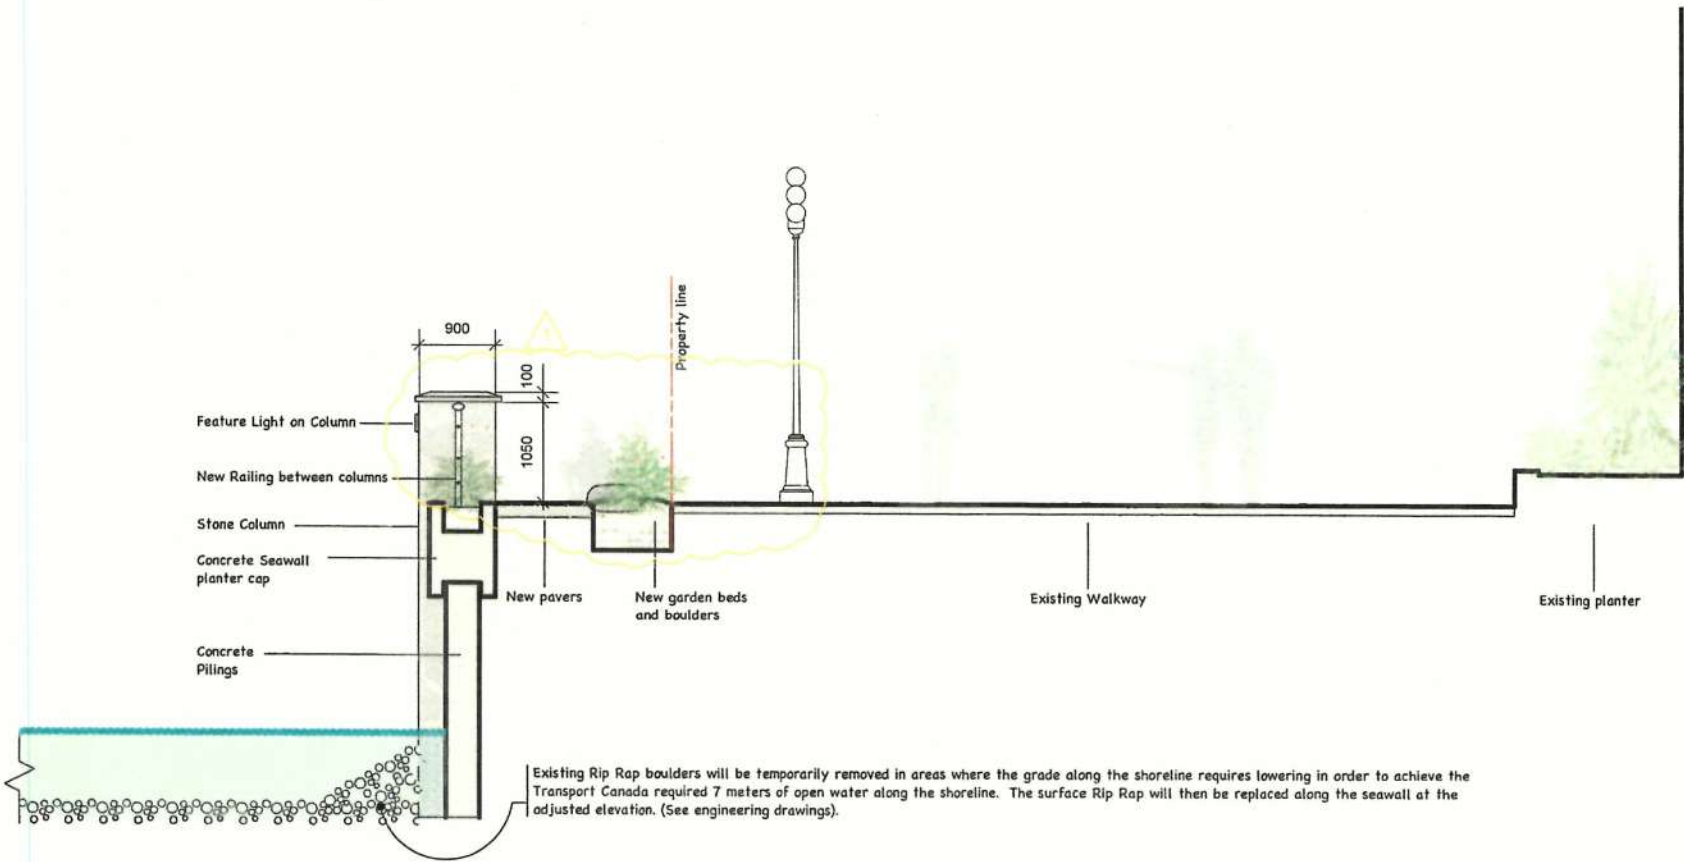 900
100
1050
Property line
Feature Light on Column
New Railing between columns
Stone Column
Concrete Seawall
planter cap
New pavers
New garden beds
and boulders
Existing Walkway
Existing planter
Concrete
Pilings
Existing Rip Rap boulders will be temporarily removed in areas where the grade along the shoreline requires lowering in order to achieve the
Transport Canada required 7 meters of open water along the shoreline. The surface Rip Rap will then be replaced along the seawall at the
adjusted elevation. (See engineering drawings).